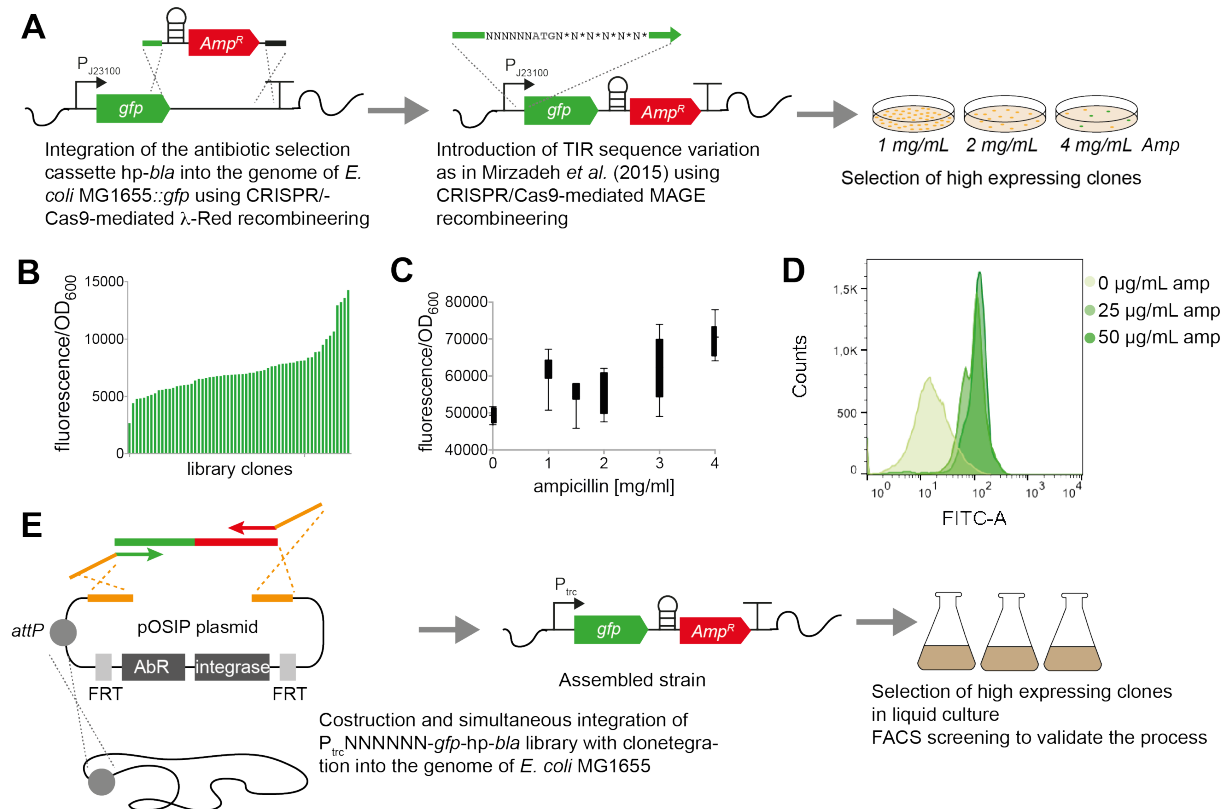 A
Amp^R
P_J23100
gfp
Integration of the antibiotic selection
cassette hp-bla into the genome of E.
coli MG1655::gfp using CRISPR/-
Cas9-mediated λ-Red recombineering
NNNNNNATGN*N*N*N*N*N*
P_J23100
gfp
Amp^R
Introduction of TIR sequence variation
as in Mirzadeh et al. (2015) using
CRISPR/Cas9-mediated MAGE
recombineering
1 mg/mL 2 mg/mL 4 mg/mL Amp
Selection of high expressing clones
B
fluorescence/OD_600
15000
10000
5000
0
library clones
C
fluorescence/OD_600
80000
70000
60000
50000
40000
0 1 2 3 4
ampicillin [mg/ml]
D
Counts
1,5K
1,0K
500
0
10^0 10^1 10^2 10^3 10^4
FITC-A
0 µg/mL amp
25 µg/mL amp
50 µg/mL amp
E
attP
pOSIP plasmid
AbR integrase
FRT FRT
Costruction and simultaneous integration of
P_trcNNNNNN-gfp-hp-bla library with clonetegra-
tion into the genome of E. coli MG1655
P_trc
gfp
Amp^R
Assembled strain
Selection of high expressing clones
in liquid culture
FACS screening to validate the process